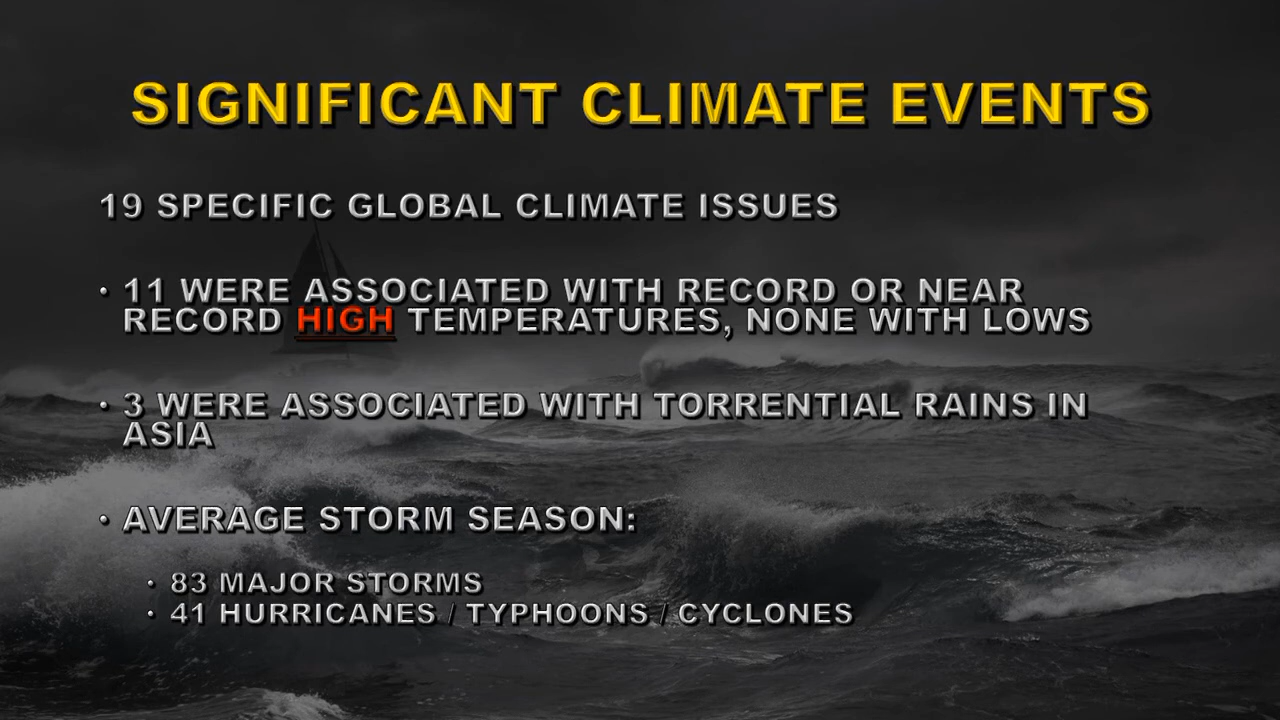 SIGNIFICANT CLIMATE EVENTS
19 SPECIFIC GLOBAL CLIMATE ISSUES
• 11 WERE ASSOCIATED WITH RECORD OR NEAR
RECORD HIGH TEMPERATURES, NONE WITH LOWS
• 3 WERE ASSOCIATED WITH TORRENTIAL RAINS IN
ASIA
• AVERAGE STORM SEASON:
• 83 MAJOR STORMS
• 41 HURRICANES / TYPHOONS / CYCLONES